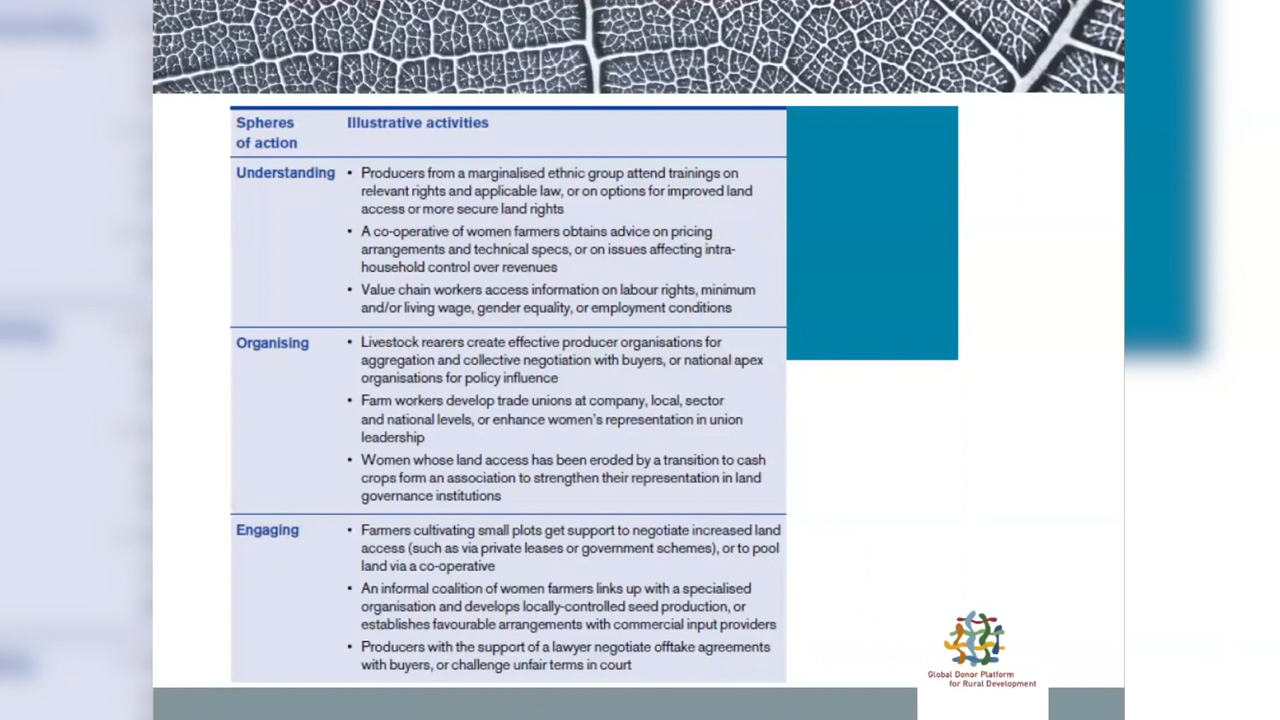 Spheres
of action
Illustrative activities
Understanding
• Producers from a marginalised ethnic group attend trainings on
relevant rights and applicable law, or on options for improved land
access or more secure land rights
• A co-operative of women farmers obtains advice on pricing
arrangements and technical specs, or on issues affecting intra-
household control over revenues
• Value chain workers access information on labour rights, minimum
and/or living wage, gender equality, or employment conditions
Organising
• Livestock rearers create effective producer organisations for
aggregation and collective negotiation with buyers, or national apex
organisations for policy influence
• Farm workers develop trade unions at company, local, sector
and national levels, or enhance women's representation in union
leadership
• Women whose land access has been eroded by a transition to cash
crops form an association to strengthen their representation in land
governance institutions
Engaging
• Farmers cultivating small plots get support to negotiate increased land
access (such as via private leases or government schemes), or to pool
land via a co-operative
• An informal coalition of women farmers links up with a specialised
organisation and develops locally-controlled seed production, or
establishes favourable arrangements with commercial input providers
• Producers with the support of a lawyer negotiate offtake agreements
with buyers, or challenge unfair terms in court
Global Donor Platform
for Rural Development